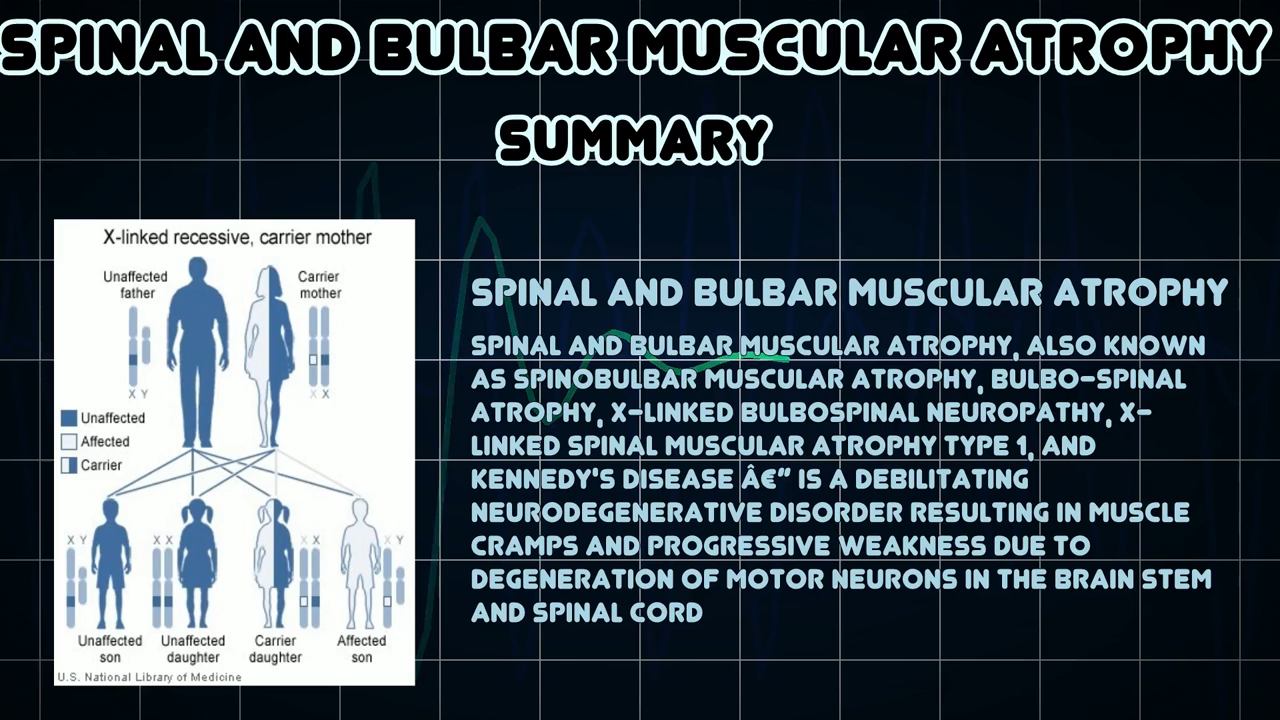 SPINAL AND BULBAR MUSCULAR ATROPHY
SUMMARY
X-linked recessive, carrier mother
Unaffected father
Carrier mother
X Y
X X
Unaffected
Affected
Carrier
X Y
X X
X X
X Y
Unaffected son
Unaffected daughter
Carrier daughter
Affected son
U.S. National Library of Medicine
SPINAL AND BULBAR MUSCULAR ATROPHY
SPINAL AND BULBAR MUSCULAR ATROPHY, ALSO KNOWN
AS SPINOBULBAR MUSCULAR ATROPHY, BULBO-SPINAL
ATROPHY, X-LINKED BULBOSPINAL NEUROPATHY, X-
LINKED SPINAL MUSCULAR ATROPHY TYPE 1, AND
KENNEDY'S DISEASE Â€” IS A DEBILITATING
NEURODEGENERATIVE DISORDER RESULTING IN MUSCLE
CRAMPS AND PROGRESSIVE WEAKNESS DUE TO
DEGENERATION OF MOTOR NEURONS IN THE BRAIN STEM
AND SPINAL CORD